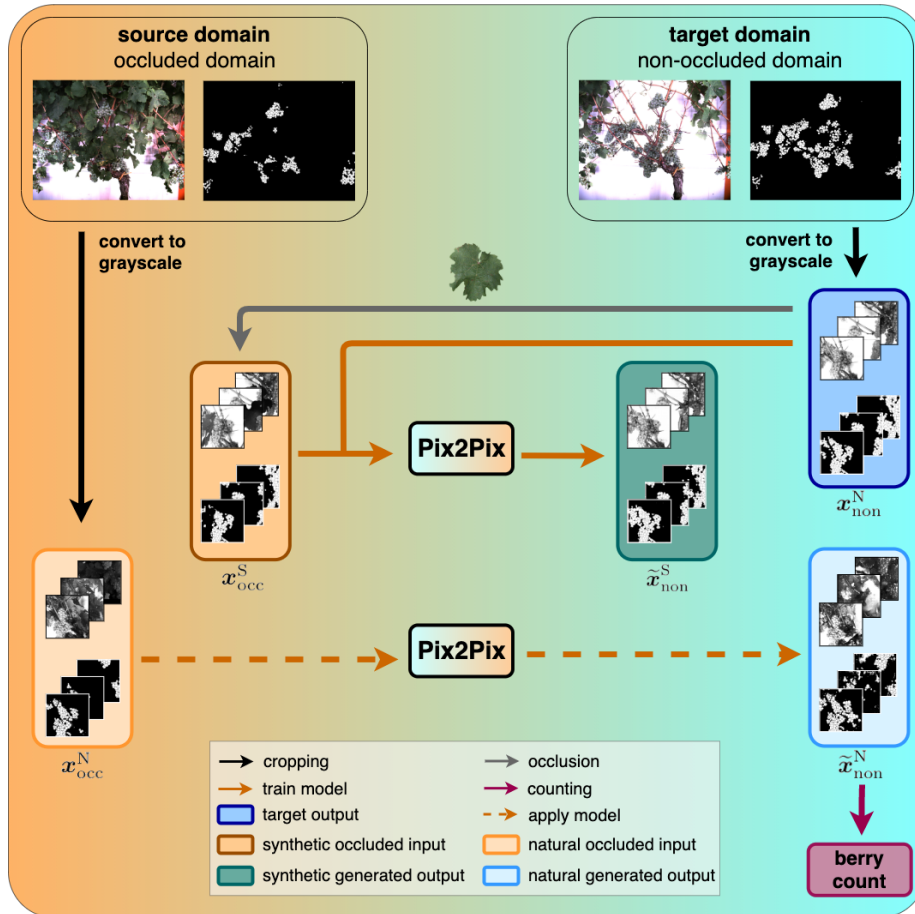 source domain
occluded domain
target domain
non-occluded domain
convert to
grayscale
convert to
grayscale
Pix2Pix
x^N_non
x^S_occ
x̃^S_non
Pix2Pix
x^N_occ
x̃^N_non
cropping
occlusion
train model
counting
target output
apply model
synthetic occluded input
natural occluded input
synthetic generated output
natural generated output
berry
count